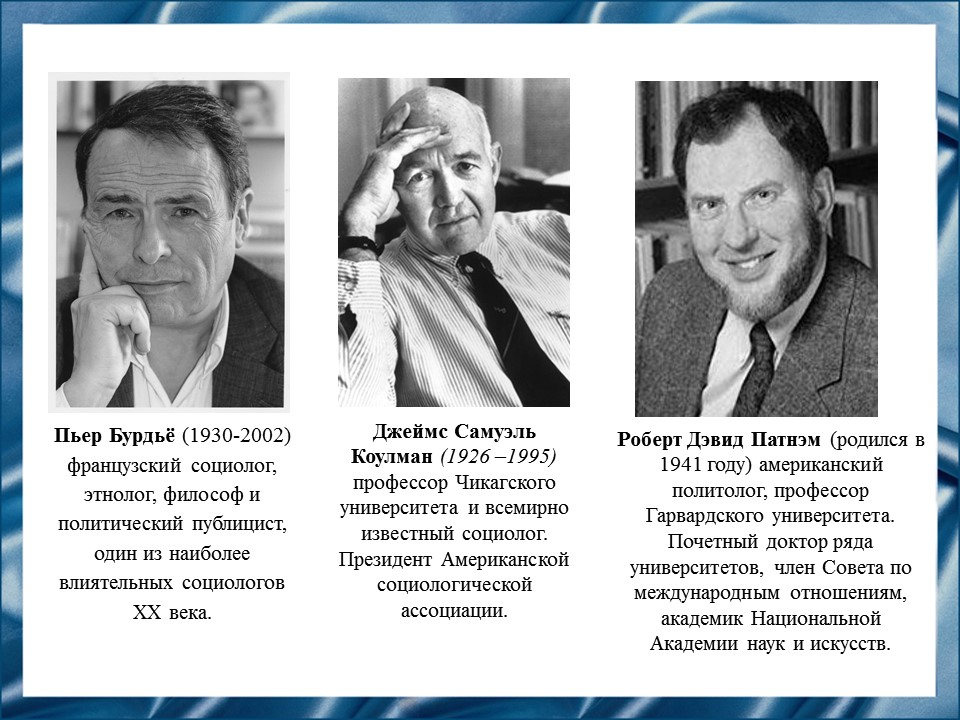 Пьер Бурдьё (1930-2002)
французский социолог,
этнолог, философ и
политический публицист,
один из наиболее
влиятельных социологов
XX века.
Джеймс Самуэль
Коулман (1926 –1995)
профессор Чикагского
университета и всемирно
известный социолог.
Президент Американской
социологической
ассоциации.
Роберт Дэвид Патнэм (родился в
1941 году) американский
политолог, профессор
Гарвардского университета.
Почетный доктор ряда
университетов, член Совета по
международным отношениям,
академик Национальной
Академии наук и искусств.